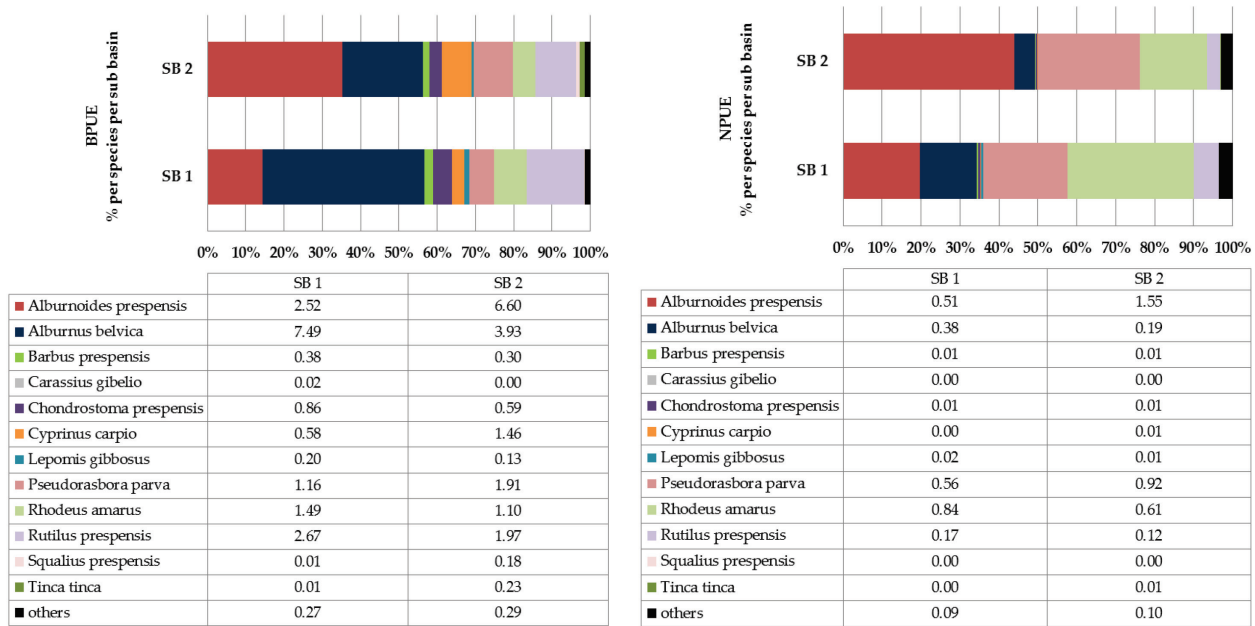 BPUE
% per species per sub basin
SB 2
SB 1
0% 10% 20% 30% 40% 50% 60% 70% 80% 90% 100%
SB 1 SB 2
Alburnoides prespensis 2.52 6.60
Alburnus belvica 7.49 3.93
Barbus prespensis 0.38 0.30
Carassius gibelio 0.02 0.00
Chondrostoma prespensis 0.86 0.59
Cyprinus carpio 0.58 1.46
Lepomis gibbosus 0.20 0.13
Pseudorasbora parva 1.16 1.91
Rhodeus amarus 1.49 1.10
Rutilus prespensis 2.67 1.97
Squalius prespensis 0.01 0.18
Tinca tinca 0.01 0.23
others 0.27 0.29
NPUE
% per species per sub basin
SB 2
SB 1
0% 10% 20% 30% 40% 50% 60% 70% 80% 90% 100%
SB 1 SB 2
Alburnoides prespensis 0.51 1.55
Alburnus belvica 0.38 0.19
Barbus prespensis 0.01 0.01
Carassius gibelio 0.00 0.00
Chondrostoma prespensis 0.01 0.01
Cyprinus carpio 0.00 0.01
Lepomis gibbosus 0.02 0.01
Pseudorasbora parva 0.56 0.92
Rhodeus amarus 0.84 0.61
Rutilus prespensis 0.17 0.12
Squalius prespensis 0.00 0.00
Tinca tinca 0.00 0.01
others 0.09 0.10